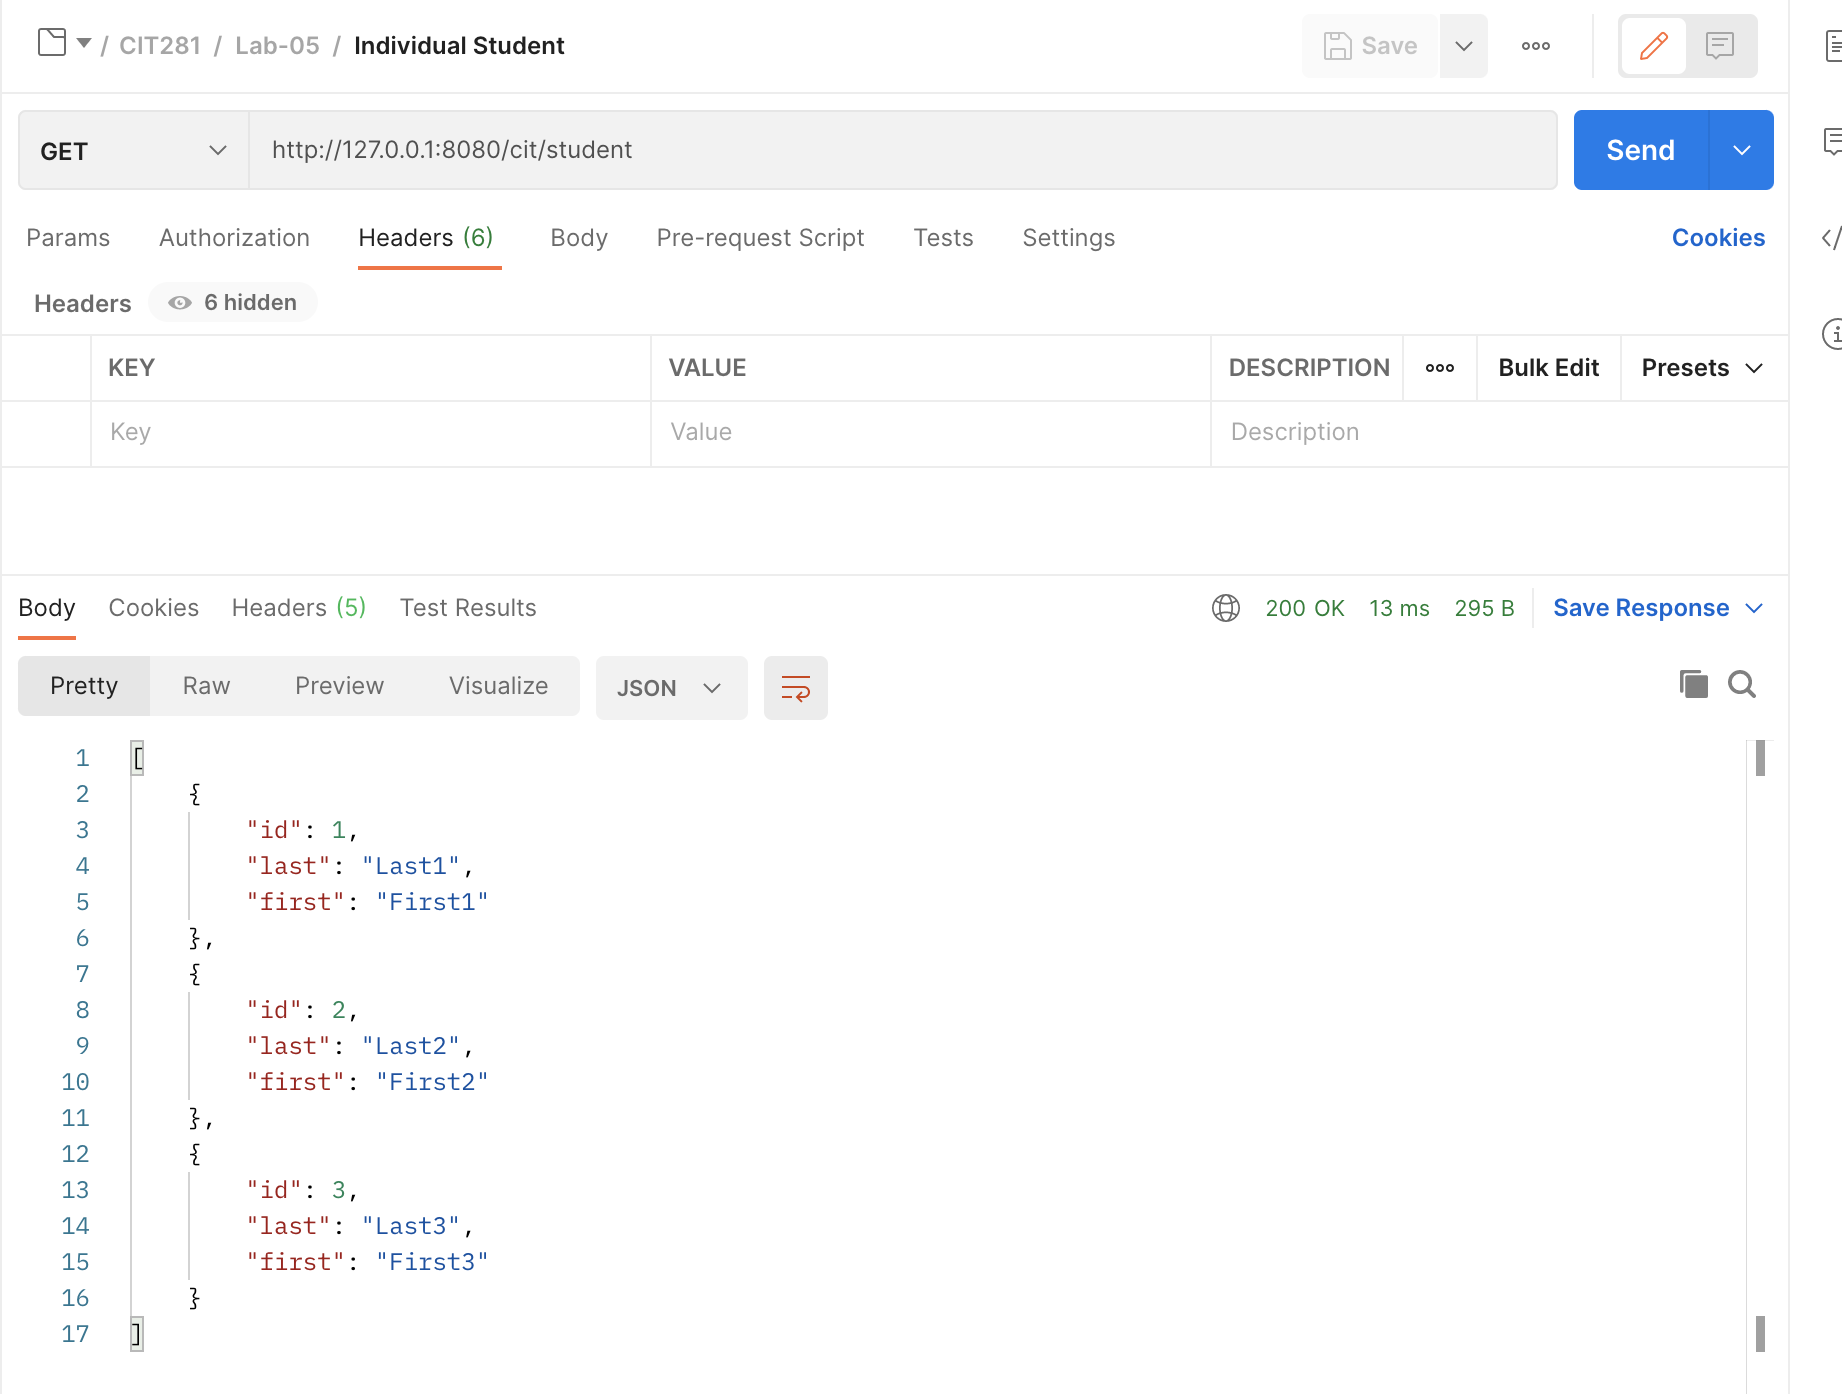 / CIT281 / Lab-05 / Individual Student
Save
GET http://127.0.0.1:8080/cit/student Send
Params Authorization Headers (6) Body Pre-request Script Tests Settings Cookies
Headers 6 hidden
KEY VALUE DESCRIPTION ooo Bulk Edit Presets
Key Value Description
Body Cookies Headers (5) Test Results 200 OK 13 ms 295 B Save Response
Pretty Raw Preview Visualize JSON
1 [
2 {
3 "id": 1,
4 "last": "Last1",
5 "first": "First1"
6 },
7 {
8 "id": 2,
9 "last": "Last2",
10 "first": "First2"
11 },
12 {
13 "id": 3,
14 "last": "Last3",
15 "first": "First3"
16 }
17 ]